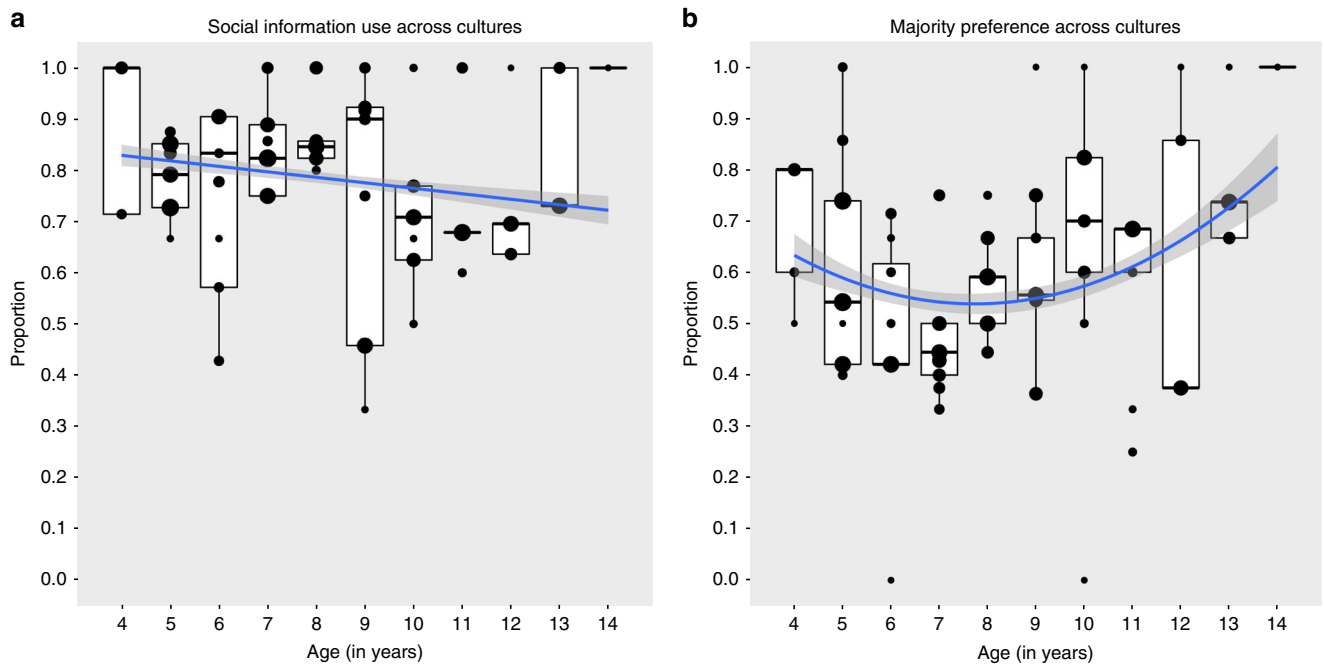 a
Social information use across cultures
1.0
0.9
0.8
0.7
0.6
0.5
0.4
0.3
0.2
0.1
0.0
Proportion
4 5 6 7 8 9 10 11 12 13 14
Age (in years)
b
Majority preference across cultures
1.0
0.9
0.8
0.7
0.6
0.5
0.4
0.3
0.2
0.1
0.0
Proportion
4 5 6 7 8 9 10 11 12 13 14
Age (in years)